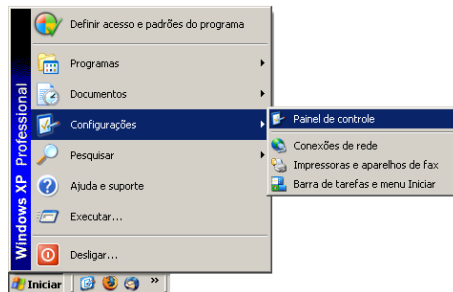 Definir acesso e padrões do programa
Programas
Documentos
Configurações
Pesquisar
Ajuda e suporte
Executar...
Desligar...
Windows XP Professional
Painel de controle
Conexões de rede
Impressoras e aparelhos de fax
Barra de tarefas e menu Iniciar
Iniciar